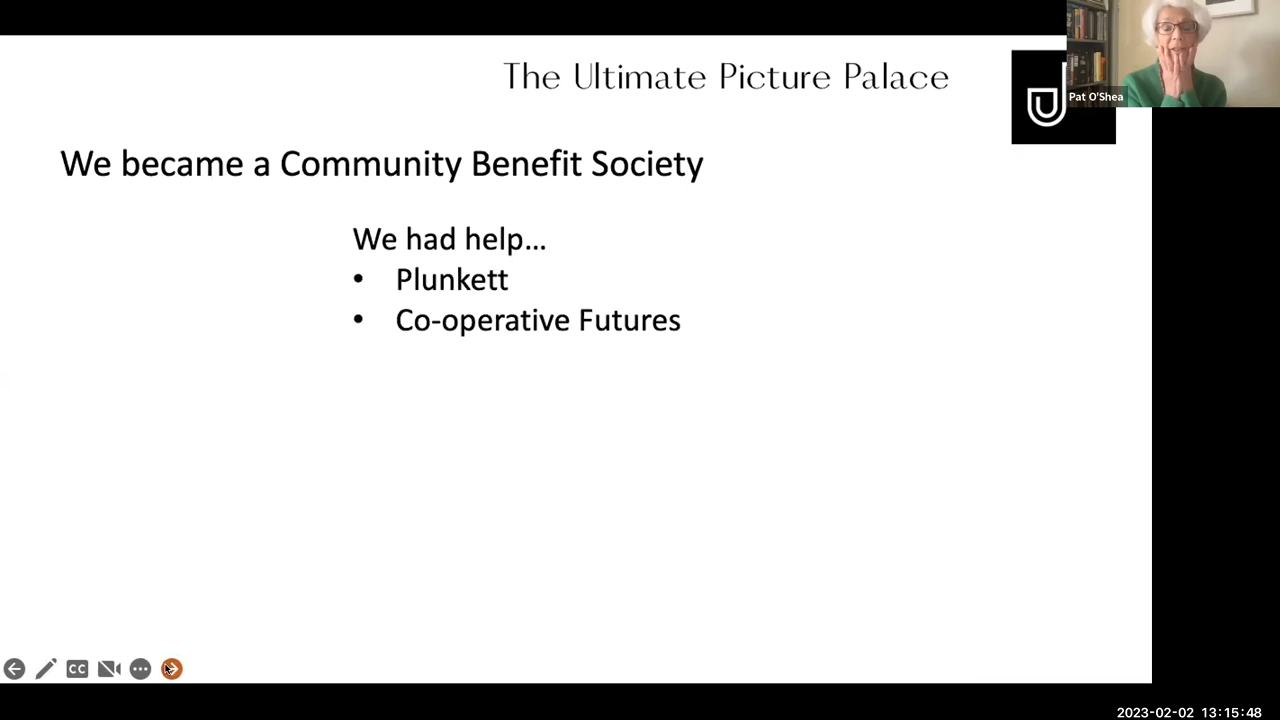 The Ultimate Picture Palace
Pat O'Shea
We became a Community Benefit Society
We had help...
• Plunkett
• Co-operative Futures
CC
2023-02-02 13:15:48